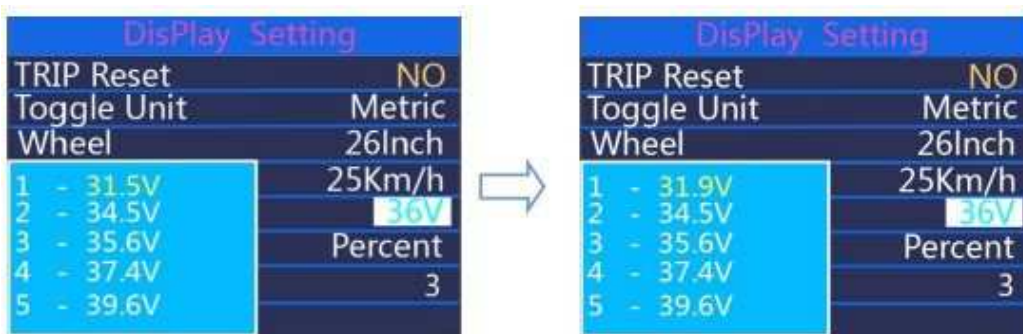 DisPlay Setting
TRIP Reset NO
Toggle Unit Metric
Wheel 26Inch
25Km/h
36V
Percent
3
1 - 31.5V
2 - 34.5V
3 - 35.6V
4 - 37.4V
5 - 39.6V
DisPlay Setting
TRIP Reset NO
Toggle Unit Metric
Wheel 26Inch
25Km/h
36V
Percent
3
1 - 31.9V
2 - 34.5V
3 - 35.6V
4 - 37.4V
5 - 39.6V